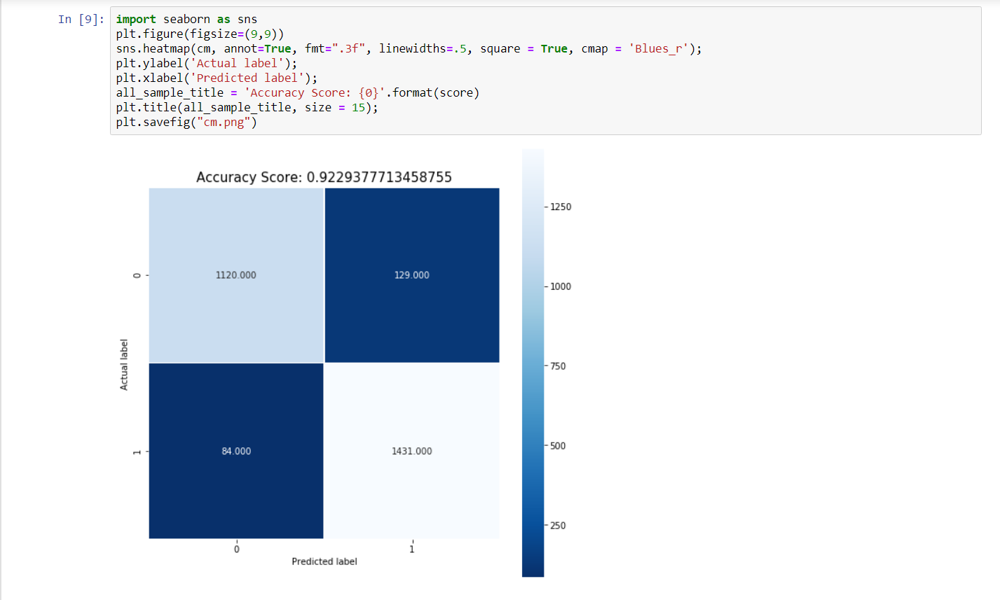 In [9]:
import seaborn as sns
plt.figure(figsize=(9,9))
sns.heatmap(cm, annot=True, fmt=".3f", linewidths=.5, square = True, cmap = 'Blues_r');
plt.ylabel('Actual label');
plt.xlabel('Predicted label');
all_sample_title = 'Accuracy Score: {0}'.format(score)
plt.title(all_sample_title, size = 15);
plt.savefig("cm.png")
Accuracy Score: 0.9229377713458755
1120.000
129.000
84.000
1431.000
0
1
Actual label
0
1
Predicted label
1250
1000
750
500
250